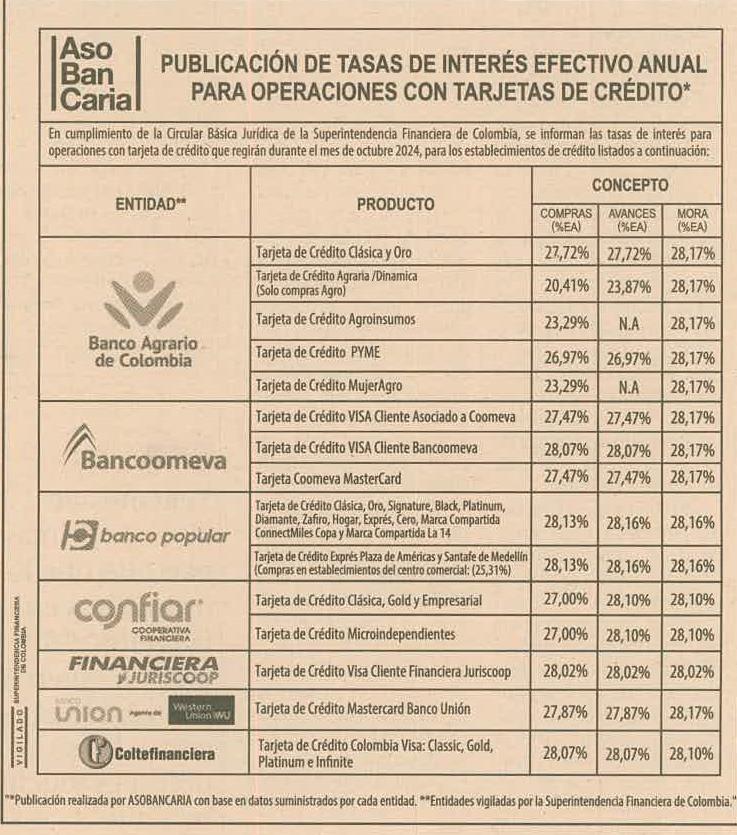 Aso
Ban
Caria
PUBLICACIÓN DE TASAS DE INTERÉS EFECTIVO ANUAL
PARA OPERACIONES CON TARJETAS DE CRÉDITO*
En cumplimiento de la Circular Básica Jurídica de la Superintendencia Financiera de Colombia, se informan las tasas de interés para
operaciones con tarjeta de crédito que regirán durante el mes de octubre 2024, para los establecimientos de crédito listados a continuación:
ENTIDAD** PRODUCTO CONCEPTO
COMPRAS (%EA) AVANCES (%EA) MORA (%EA)
Banco Agrario
de Colombia
Tarjeta de Crédito Clásica y Oro 27,72% 27,72% 28,17%
Tarjeta de Crédito Agraria /Dinamica
(Solo compras Agro) 20,41% 23,87% 28,17%
Tarjeta de Crédito Agroinsumos 23,29% N.A 28,17%
Tarjeta de Crédito PYME 26,97% 26,97% 28,17%
Tarjeta de Crédito MujerAgro 23,29% N.A 28,17%
Bancoomeva
Tarjeta de Crédito VISA Cliente Asociado a Coomeva 27,47% 27,47% 28,17%
Tarjeta de Crédito VISA Cliente Bancoomeva 28,07% 28,07% 28,17%
Tarjeta Coomeva MasterCard 27,47% 27,47% 28,17%
banco popular
Tarjeta de Crédito Clásica, Oro, Signature, Black, Platinum,
Diamante, Zafiro, Hogar, Exprés, Cero, Marca Compartida
ConnectMiles Copa y Marca Compartida La 14 28,13% 28,16% 28,16%
Tarjeta de Crédito Exprés Plaza de Américas y Santafe de Medellín
(Compras en establecimientos del centro comercial: (25,31%) 28,13% 28,16% 28,16%
confiar
COOPERATIVA
FINANCIERA
Tarjeta de Crédito Clásica, Gold y Empresarial 27,00% 28,10% 28,10%
Tarjeta de Crédito Microindependientes 27,00% 28,10% 28,10%
FINANCIERA
JURISCOOP
Tarjeta de Crédito Visa Cliente Financiera Juriscoop 28,02% 28,02% 28,02%
BANCO
union Agente de Western
Union WU
Tarjeta de Crédito Mastercard Banco Unión 27,87% 27,87% 28,17%
Coltefinanciera
Tarjeta de Crédito Colombia Visa: Classic, Gold,
Platinum e Infinite 28,07% 28,07% 28,10%
VIGILADO SUPERINTENDENCIA FINANCIERA
DE COLOMBIA
"*Publicación realizada por ASOBANCARIA con base en datos suministrados por cada entidad. **Entidades vigiladas por la Superintendencia Financiera de Colombia."